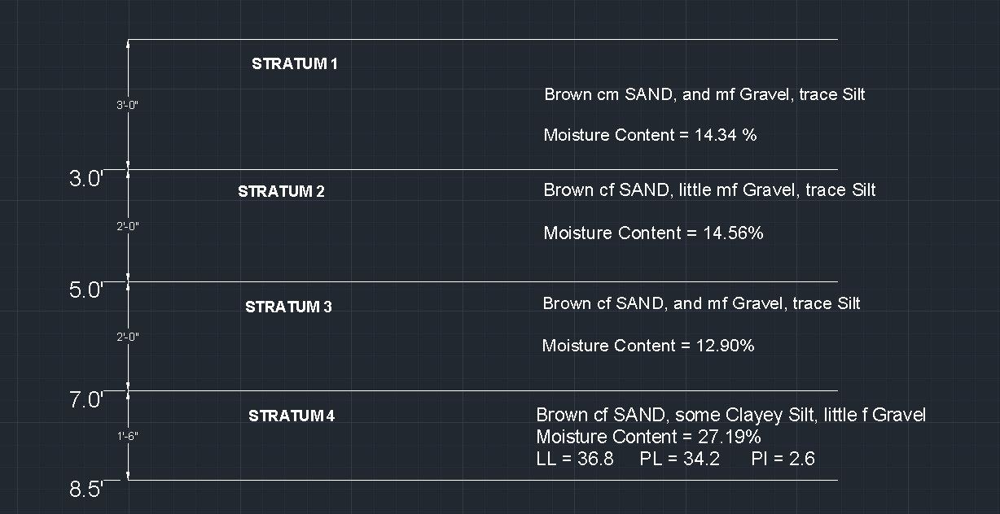 STRATUM 1
Brown cm SAND, and mf Gravel, trace Silt
3'-0"
Moisture Content = 14.34 %
3.0'
STRATUM 2
Brown cf SAND, little mf Gravel, trace Silt
2'-0"
Moisture Content = 14.56%
5.0'
STRATUM 3
Brown cf SAND, and mf Gravel, trace Silt
2'-0"
Moisture Content = 12.90%
7.0'
STRATUM 4
Brown cf SAND, some Clayey Silt, little f Gravel
1'-6"
Moisture Content = 27.19%
LL = 36.8 PL = 34.2 PI = 2.6
8.5'